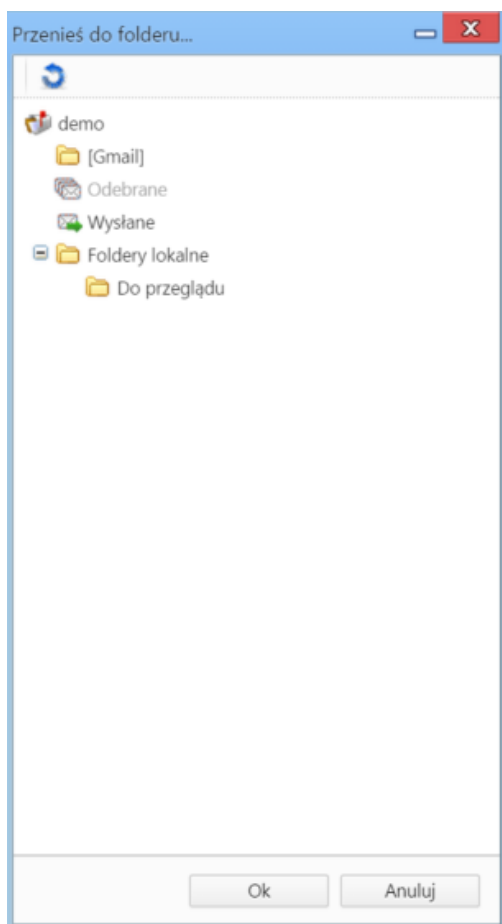 Przenieś do folderu...
demo
[Gmail]
Odebrane
Wysłane
Foldery lokalne
Do przeglądu
Ok Anuluj